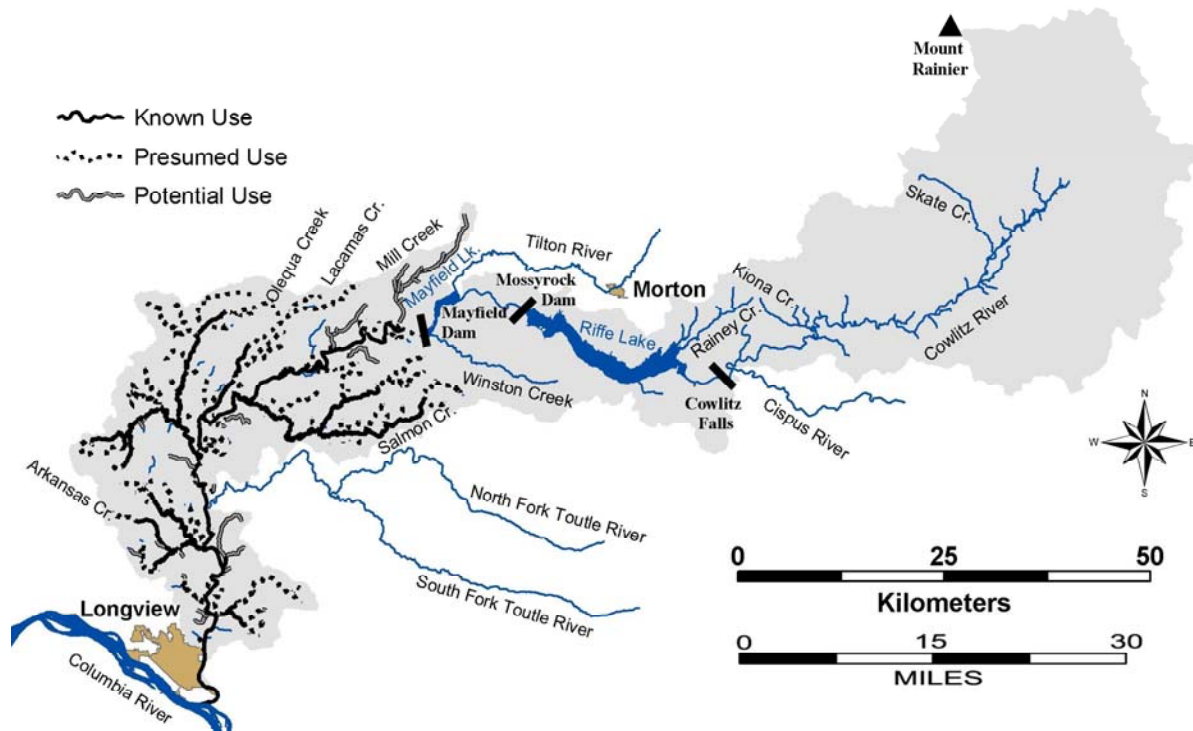 Mount
Rainier
Known Use
Presumed Use
Potential Use
Skate Cr.
Olequa Creek
Lacamas Cr.
Mill Creek
Mayfield Lk.
Tilton River
Mossyrock
Dam
Morton
Kiona Cr.
Cowlitz River
Mayfield
Dam
Riffe Lake
Rainey Cr.
Winston Creek
Cowlitz
Falls
Cispus River
Salmon Cr.
N
W
E
S
Arkansas Cr.
North Fork Toutle River
South Fork Toutle River
0
25
50
Kilometers
Longview
Columbia River
0
15
30
MILES